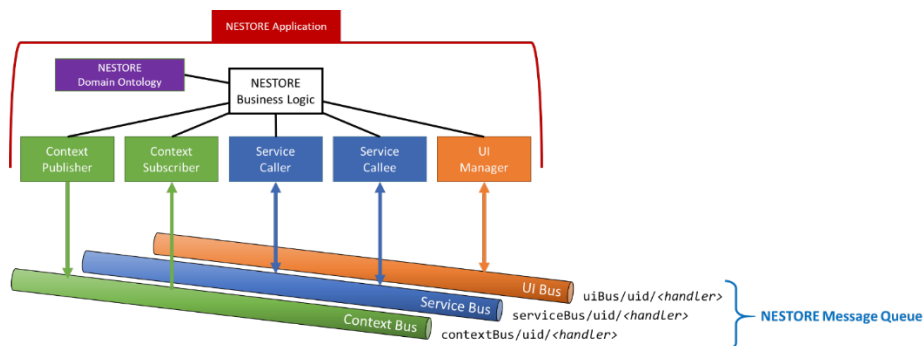 NESTORE Application
NESTORE
Domain Ontology
NESTORE
Business Logic
Context
Publisher
Context
Subscriber
Service
Caller
Service
Callee
UI
Manager
UI Bus
uiBus/uid/<handler>
Service Bus
serviceBus/uid/<handler>
Context Bus
contextBus/uid/<handler>
NESTORE Message Queue